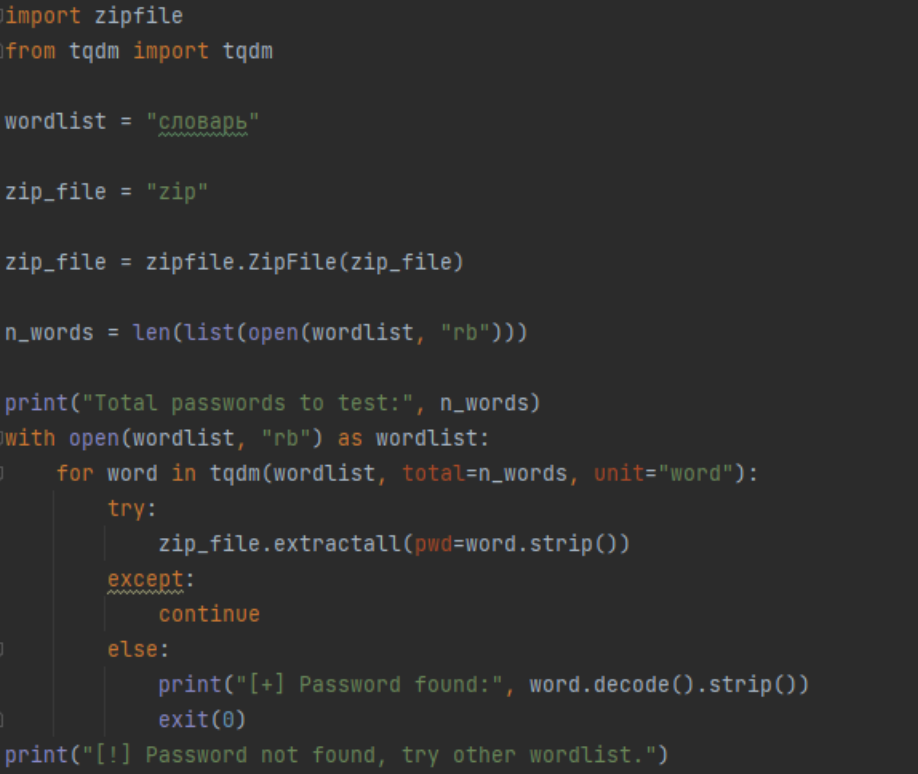 import zipfile
from tqdm import tqdm
wordlist = "словарь"
zip_file = "zip"
zip_file = zipfile.ZipFile(zip_file)
n_words = len(list(open(wordlist, "rb")))
print("Total passwords to test:", n_words)
with open(wordlist, "rb") as wordlist:
    for word in tqdm(wordlist, total=n_words, unit="word"):
        try:
            zip_file.extractall(pwd=word.strip())
        except:
            continue
        else:
            print("[+] Password found:", word.decode().strip())
            exit(0)
print("[!] Password not found, try other wordlist.")